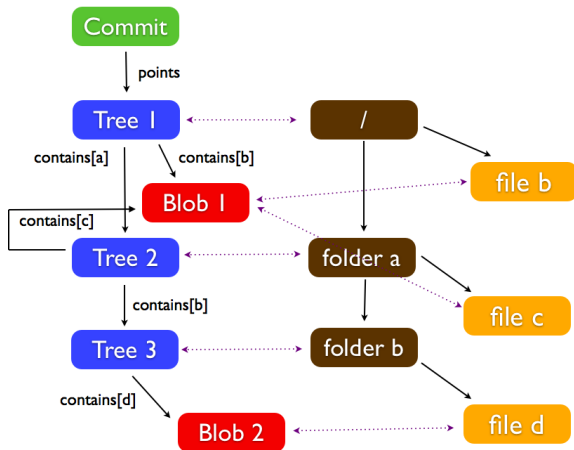 Commit
points
Tree 1
/
contains[a]
contains[b]
file b
Blob 1
contains[c]
Tree 2
folder a
contains[b]
file c
Tree 3
folder b
contains[d]
Blob 2
file d